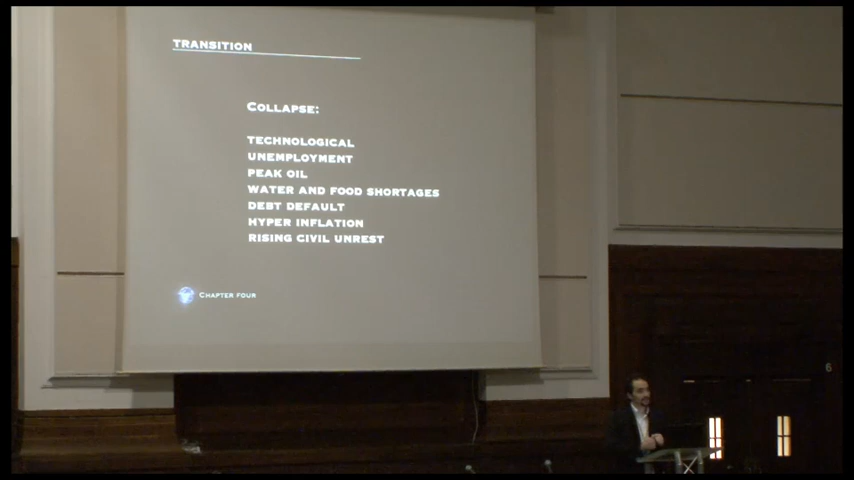 TRANSITION
COLLAPSE:
TECHNOLOGICAL
UNEMPLOYMENT
PEAK OIL
WATER AND FOOD SHORTAGES
DEBT DEFAULT
HYPER INFLATION
RISING CIVIL UNREST
CHAPTER FOUR
6